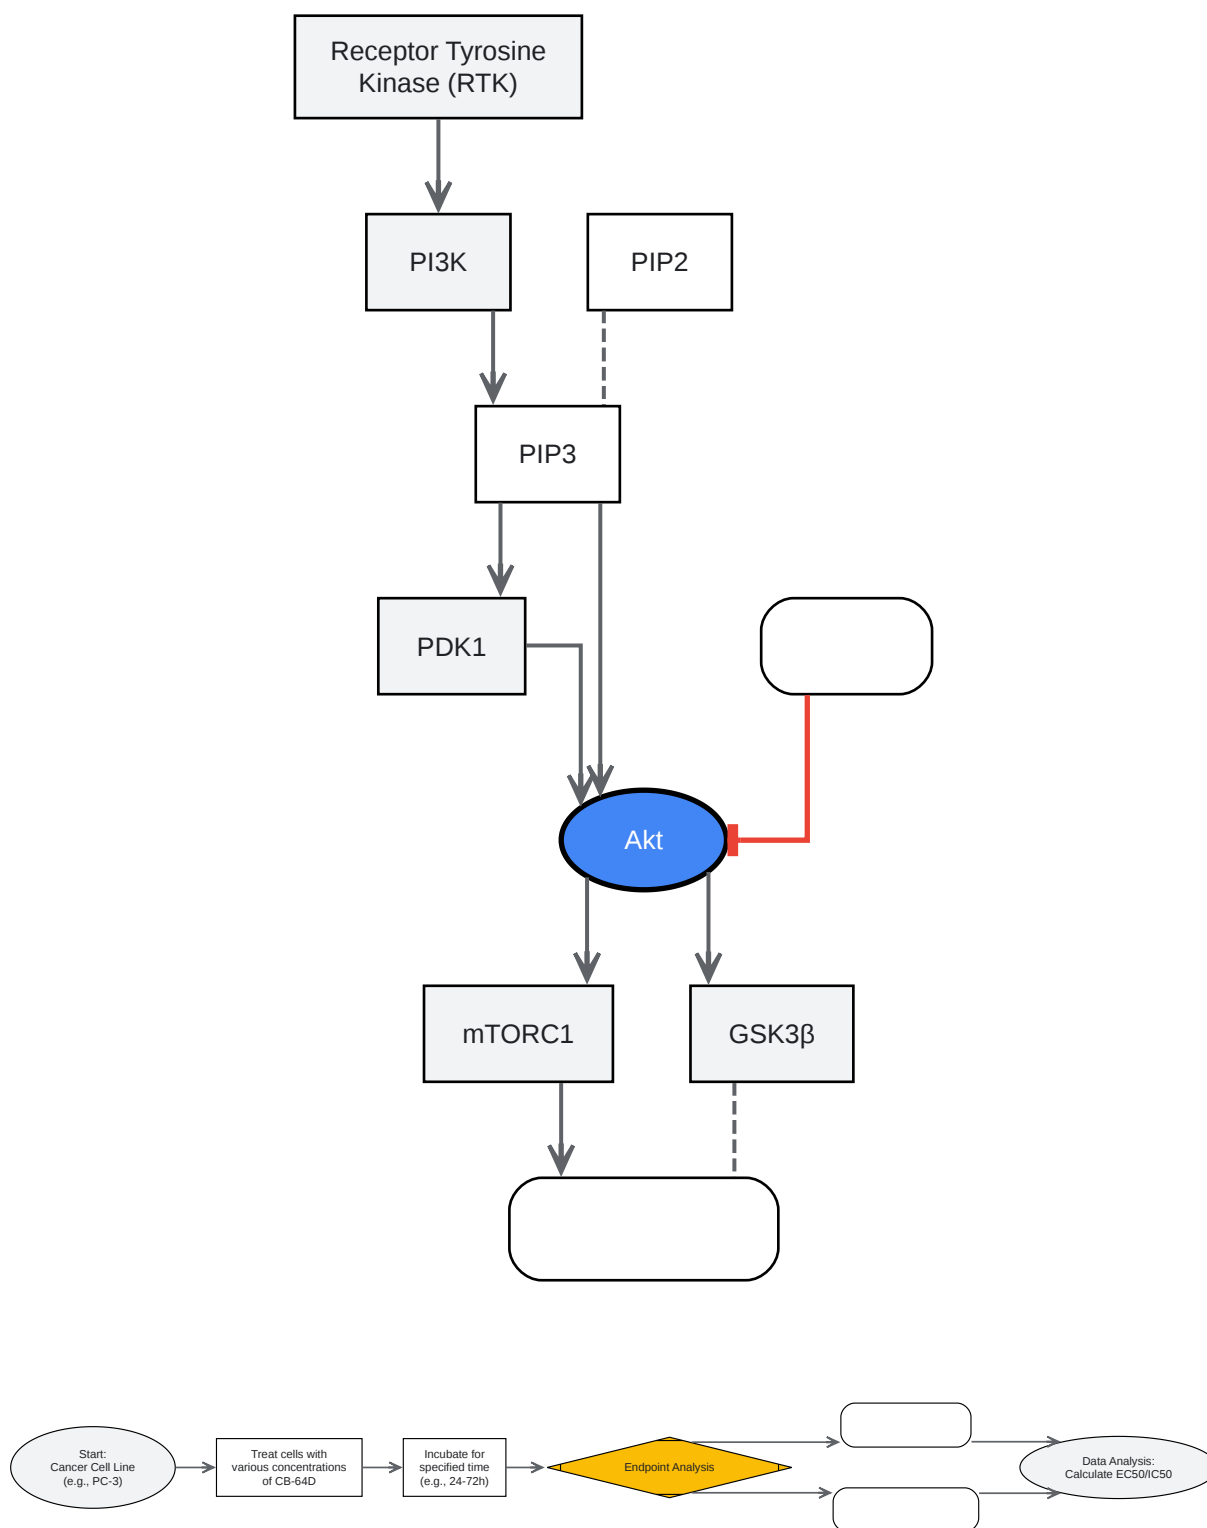 Receptor Tyrosine
Kinase (RTK)
PI3K
PIP2
PIP3
PDK1
Akt
mTORC1
GSK3β
Start:
Cancer Cell Line
(e.g., PC-3)
Treat cells with
various concentrations
of CB-64D
Incubate for
specified time
(e.g., 24-72h)
Endpoint Analysis
Data Analysis:
Calculate EC50/IC50